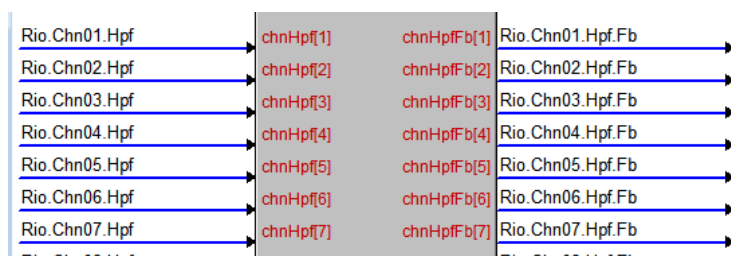 Rio.Chn01.Hpf chnHpf[1] chnHpfFb[1] Rio.Chn01.Hpf.Fb
Rio.Chn02.Hpf chnHpf[2] chnHpfFb[2] Rio.Chn02.Hpf.Fb
Rio.Chn03.Hpf chnHpf[3] chnHpfFb[3] Rio.Chn03.Hpf.Fb
Rio.Chn04.Hpf chnHpf[4] chnHpfFb[4] Rio.Chn04.Hpf.Fb
Rio.Chn05.Hpf chnHpf[5] chnHpfFb[5] Rio.Chn05.Hpf.Fb
Rio.Chn06.Hpf chnHpf[6] chnHpfFb[6] Rio.Chn06.Hpf.Fb
Rio.Chn07.Hpf chnHpf[7] chnHpfFb[7] Rio.Chn07.Hpf.Fb